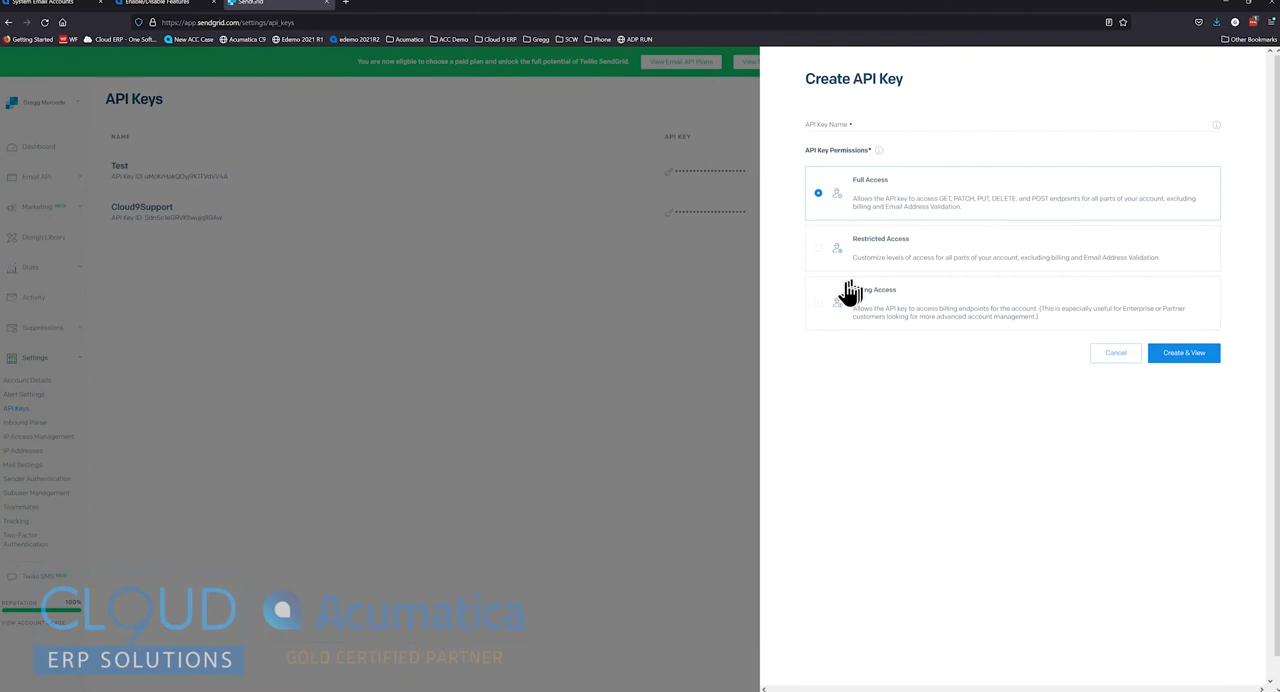 System Email Accounts
Enable/Disable Features
SendGrid
https://app.sendgrid.com/settings/api_keys
Getting Started
WF
Cloud ERP - One Soft...
New ACC Case
Acumatica C9
Edemo 2021 R1
edemo 2021R2
Acumatica
ACC Demo
Cloud 9 ERP
Gregg
SCW
Phone
ADP RUN
Other Bookmarks
You are now eligible to choose a paid plan and unlock the full potential of Twilio SendGrid.
View Email API Plans
Gregg Mercede
Dashboard
Email API
Marketing NEW
Design Library
Stats
Activity
Suppressions
Settings
Account Details
Alert Settings
API Keys
Inbound Parse
IP Access Management
IP Addresses
Mail Settings
Sender Authentication
Subuser Management
Teammates
Tracking
Two-Factor
Authentication
Twilio SMS NEW
REPUTATION 100%
API Keys
NAME
API KEY
Test
API Key ID:
Cloud9Support
API Key ID:
Create API Key
API Key Name •
API Key Permissions*
Full Access
Allows the API key to access GET, PATCH, PUT, DELETE, and POST endpoints for all parts of your account, excluding
billing and Email Address Validation.
Restricted Access
Customize levels of access for all parts of your account, excluding billing and Email Address Validation.
Access
Allows the API key to access billing endpoints for the account. (This is especially useful for Enterprise or Partner
customers looking for more advanced account management.)
Cancel
Create & View
CLOUD
9
ERP SOLUTIONS
Acumatica
GOLD CERTIFIED PARTNER